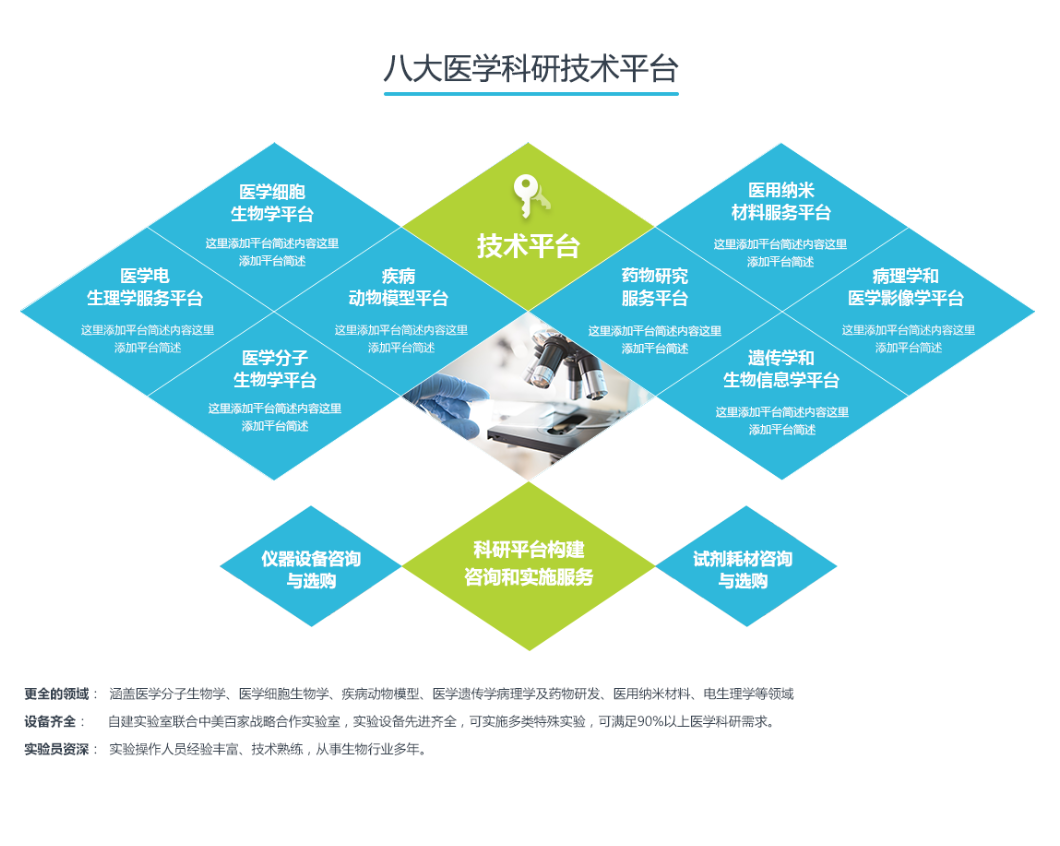 八大医学科研技术平台
医学细胞
生物学平台
这里添加平台简述内容这里
添加平台简述
医学电
生理学服务平台
这里添加平台简述内容这里
添加平台简述
疾病
动物模型平台
这里添加平台简述内容这里
添加平台简述
医学分子
生物学平台
这里添加平台简述内容这里
添加平台简述
技术平台
医用纳米
材料服务平台
这里添加平台简述内容这里
添加平台简述
药物研究
服务平台
这里添加平台简述内容这里
添加平台简述
病理学和
医学影像学平台
这里添加平台简述内容这里
添加平台简述
遗传学和
生物信息学平台
这里添加平台简述内容这里
添加平台简述
仪器设备咨询
与选购
科研平台构建
咨询和实施服务
试剂耗材咨询
与选购
更全的领域： 涵盖医学分子生物学、医学细胞生物学、疾病动物模型、医学遗传学病理学及药物研发、医用纳米材料、电生理学等领域
设备齐全： 自建实验室联合中美百家战略合作实验室，实验设备先进齐全，可实施多类特殊实验，可满足90%以上医学科研需求。
实验员资深： 实验操作人员经验丰富、技术熟练，从事生物行业多年。